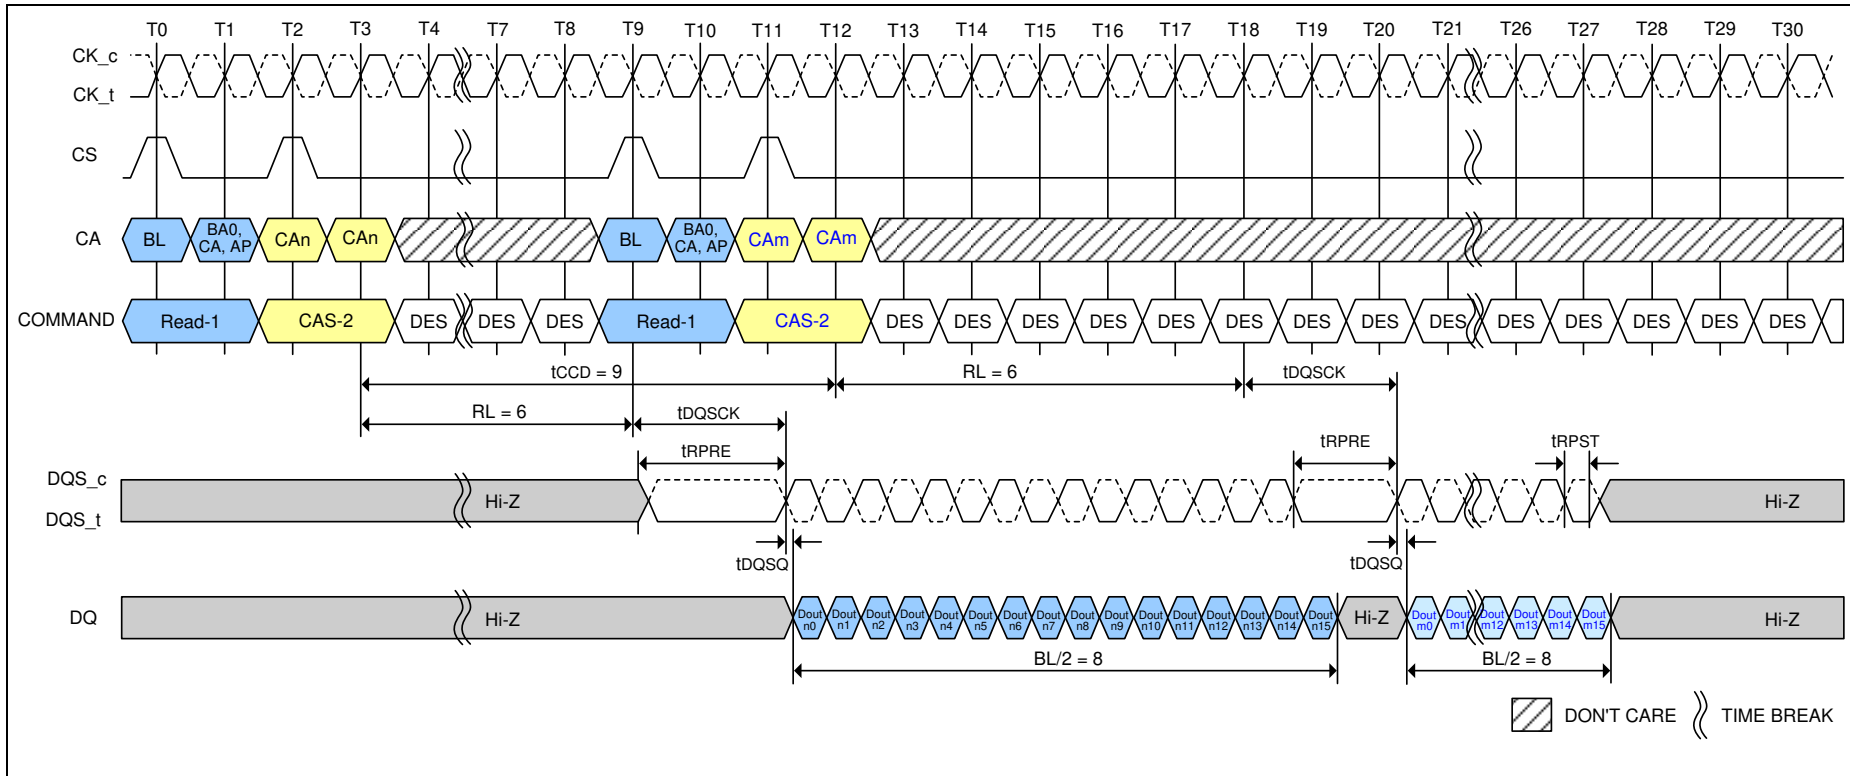 T0 T1 T2 T3 T4 T7 T8 T9 T10 T11 T12 T13 T14 T15 T16 T17 T18 T19 T20 T21 T26 T27 T28 T29 T30
CK_c
CK_t
CS
CA BL BA0, CA, AP CAn CAn BL BA0, CA, AP CAm CAm
COMMAND Read-1 CAS-2 DES DES DES Read-1 CAS-2 DES DES DES DES DES DES DES DES DES DES DES DES DES DES
tCCD = 9 RL = 6 tDQSCK
RL = 6 tDQSCK
tRPRE tRPRE tRPST
DQS_c
Hi-Z Hi-Z
DQS_t
tDQSQ tDQSQ
DQ Hi-Z Dout n0 Dout n1 Dout n2 Dout n3 Dout n4 Dout n5 Dout n6 Dout n7 Dout n8 Dout n9 Dout n10 Dout n11 Dout n12 Dout n13 Dout n14 Dout n15 Hi-Z Dout m0 Dout m1 Dout m12 Dout m13 Dout m14 Dout m15 Hi-Z
BL/2 = 8 BL/2 = 8
DON'T CARE TIME BREAK